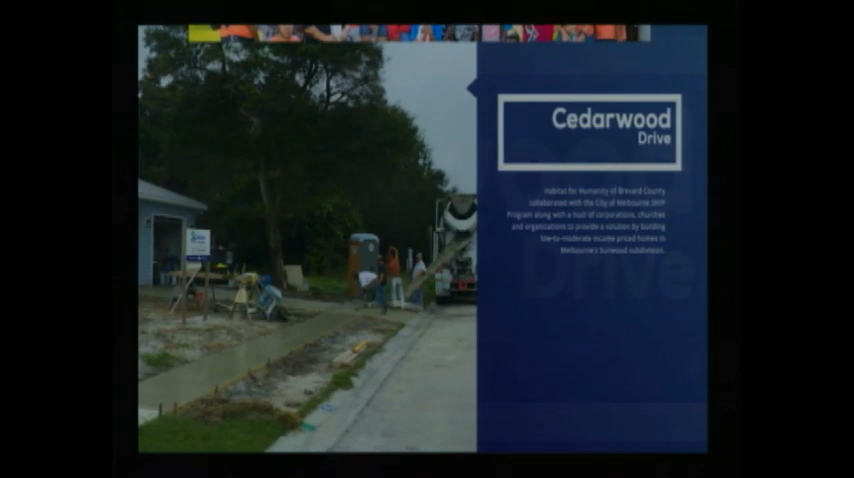 Cedarwood
Drive
Habitat for Humanity of Brevard County
collaborated with the City of Melbourne SHIP
Program along with a host of corporations, churches
and organizations to provide a solution by building
low-to-moderate income priced homes in
Melbourne's Sunwood subdivision.
Drive